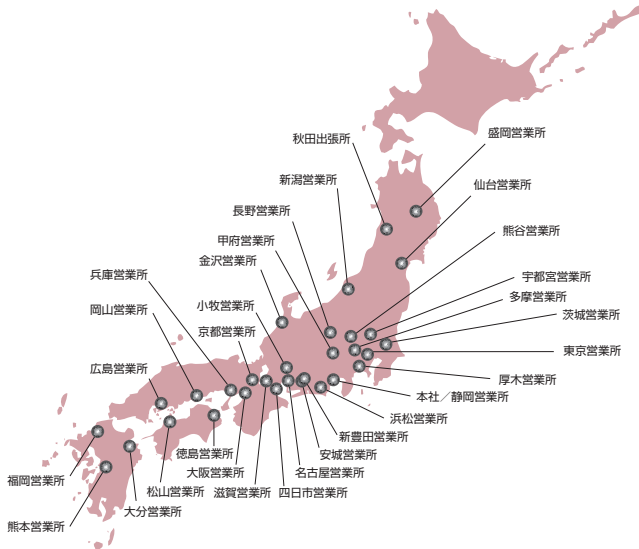 盛岡営業所
秋田出張所
新潟営業所
仙台営業所
長野営業所
熊谷営業所
甲府営業所
金沢営業所
兵庫営業所
宇都宮営業所
小牧営業所
多摩営業所
岡山営業所
茨城営業所
京都営業所
東京営業所
広島営業所
厚木営業所
本社／静岡営業所
浜松営業所
新豊田営業所
徳島営業所
安城営業所
大阪営業所
名古屋営業所
福岡営業所
松山営業所
滋賀営業所
四日市営業所
大分営業所
熊本営業所